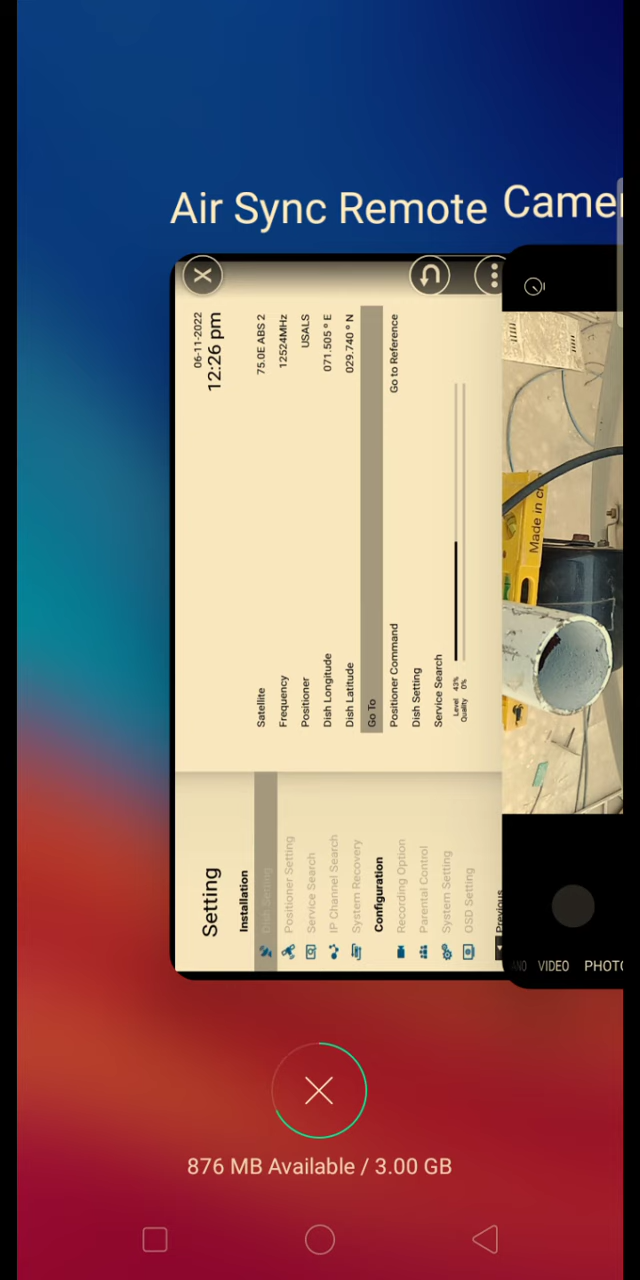 Air Sync Remote
Camer
Setting
06-11-2022
12:26 pm
Installation
Dish Setting
Positioner Setting
Service Search
IP Channel Search
System Recovery
Configuration
Recording Option
Parental Control
System Setting
OSD Setting
Previous
Satellite 75.0E ABS 2
Frequency 12524MHz
Positioner USALS
Dish Longitude 071.505 ° E
Dish Latitude 029.740 ° N
Go To
Positioner Command Go to Reference
Dish Setting
Service Search
Level 43%
Quality 0%
Made in c
VIDEO PHOTO
876 MB Available / 3.00 GB